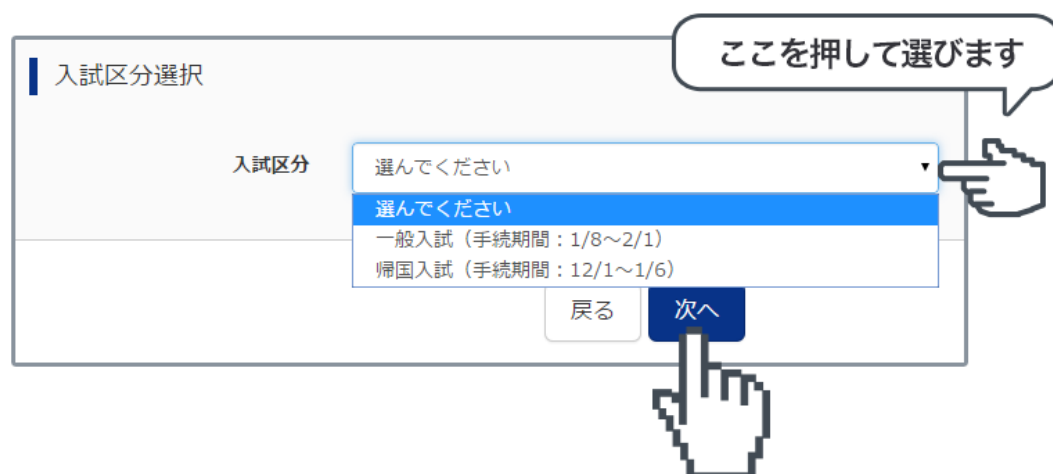 ここを押して選びます
入試区分選択
入試区分
選んでください
選んでください
一般入試（手続期間：1/8～2/1）
帰国入試（手続期間：12/1～1/6）
戻る
次へ